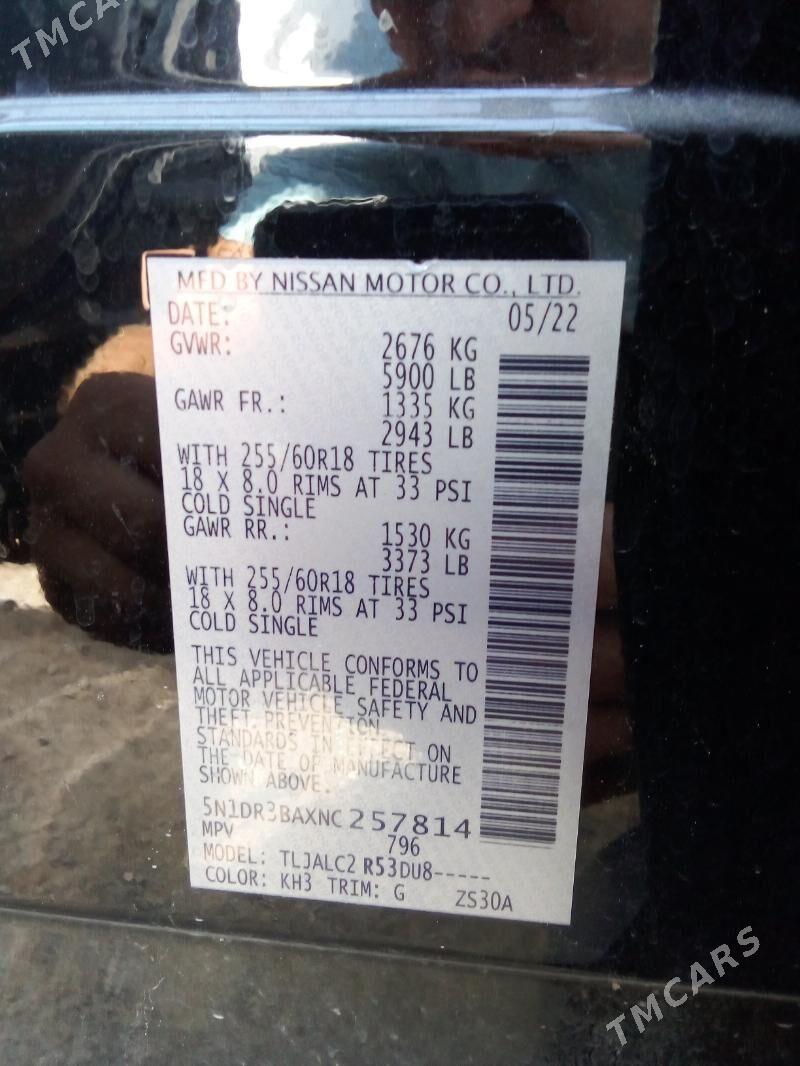 TMCARS
MFD BY NISSAN MOTOR CO., LTD.
DATE: 05/22
GVWR: 2676 KG
5900 LB
GAWR FR.: 1335 KG
2943 LB
WITH 255/60R18 TIRES
18 X 8.0 RIMS AT 33 PSI
COLD SINGLE
GAWR RR.: 1530 KG
3373 LB
WITH 255/60R18 TIRES
18 X 8.0 RIMS AT 33 PSI
COLD SINGLE
THIS VEHICLE CONFORMS TO
ALL APPLICABLE FEDERAL
MOTOR VEHICLE SAFETY AND
THEFT PREVENTION
STANDARDS IN EFFECT ON
THE DATE OF MANUFACTURE
SHOWN ABOVE.
5N1DR3BAXNC257814
MPV 796
MODEL: TLJALC2 R53DU8-----
COLOR: KH3 TRIM: G ZS30A
TMCARS